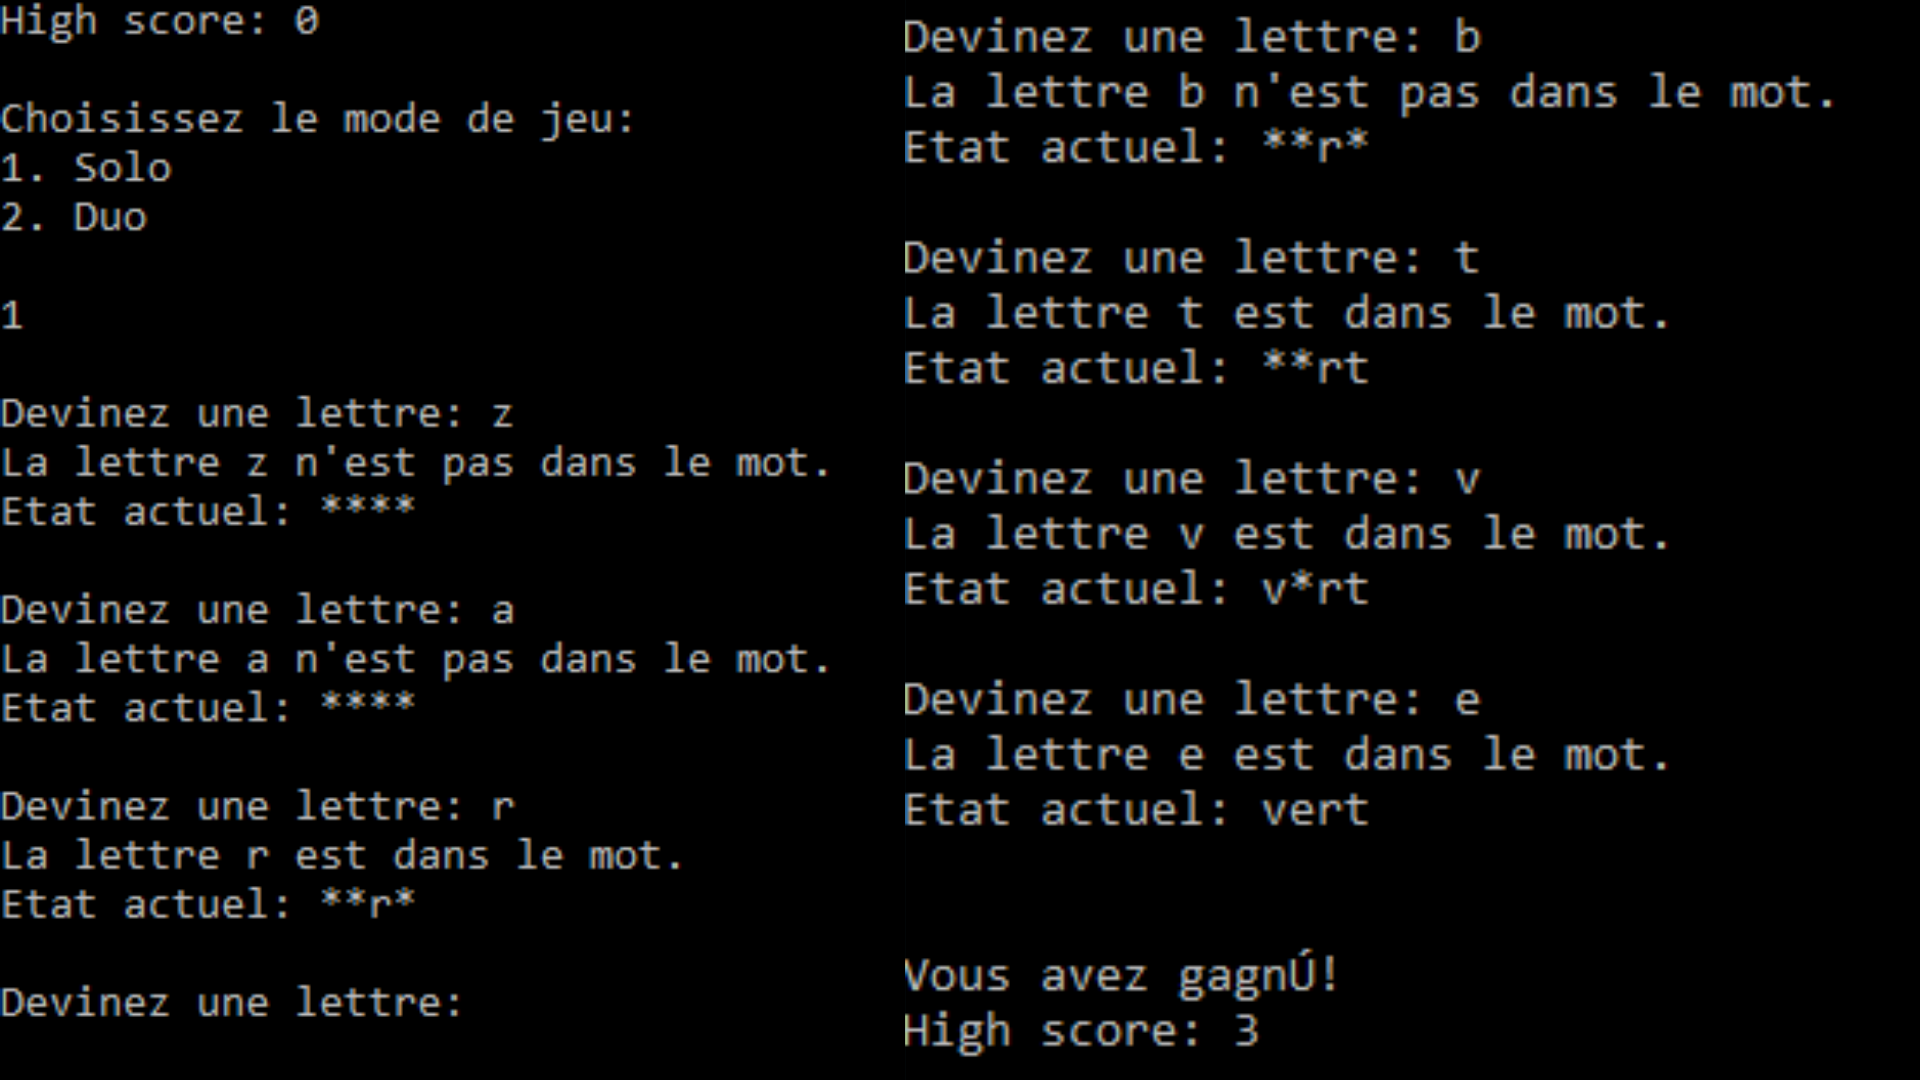 High score: 0
Choisissez le mode de jeu:
1. Solo
2. Duo
1
Devinez une lettre: z
La lettre z n'est pas dans le mot.
Etat actuel: ****
Devinez une lettre: a
La lettre a n'est pas dans le mot.
Etat actuel: ****
Devinez une lettre: r
La lettre r est dans le mot.
Etat actuel: **r*
Devinez une lettre:
Devinez une lettre: b
La lettre b n'est pas dans le mot.
Etat actuel: **r*
Devinez une lettre: t
La lettre t est dans le mot.
Etat actuel: **rt
Devinez une lettre: v
La lettre v est dans le mot.
Etat actuel: v*rt
Devinez une lettre: e
La lettre e est dans le mot.
Etat actuel: vert
Vous avez gagnÚ!
High score: 3